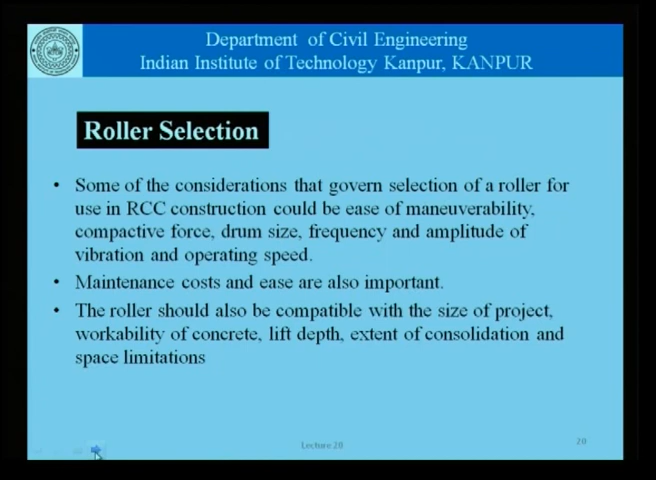 Department of Civil Engineering
Indian Institute of Technology Kanpur, KANPUR
Roller Selection
• Some of the considerations that govern selection of a roller for
use in RCC construction could be ease of maneuverability,
compactive force, drum size, frequency and amplitude of
vibration and operating speed.
• Maintenance costs and ease are also important.
• The roller should also be compatible with the size of project,
workability of concrete, lift depth, extent of consolidation and
space limitations
Lecture 20
20